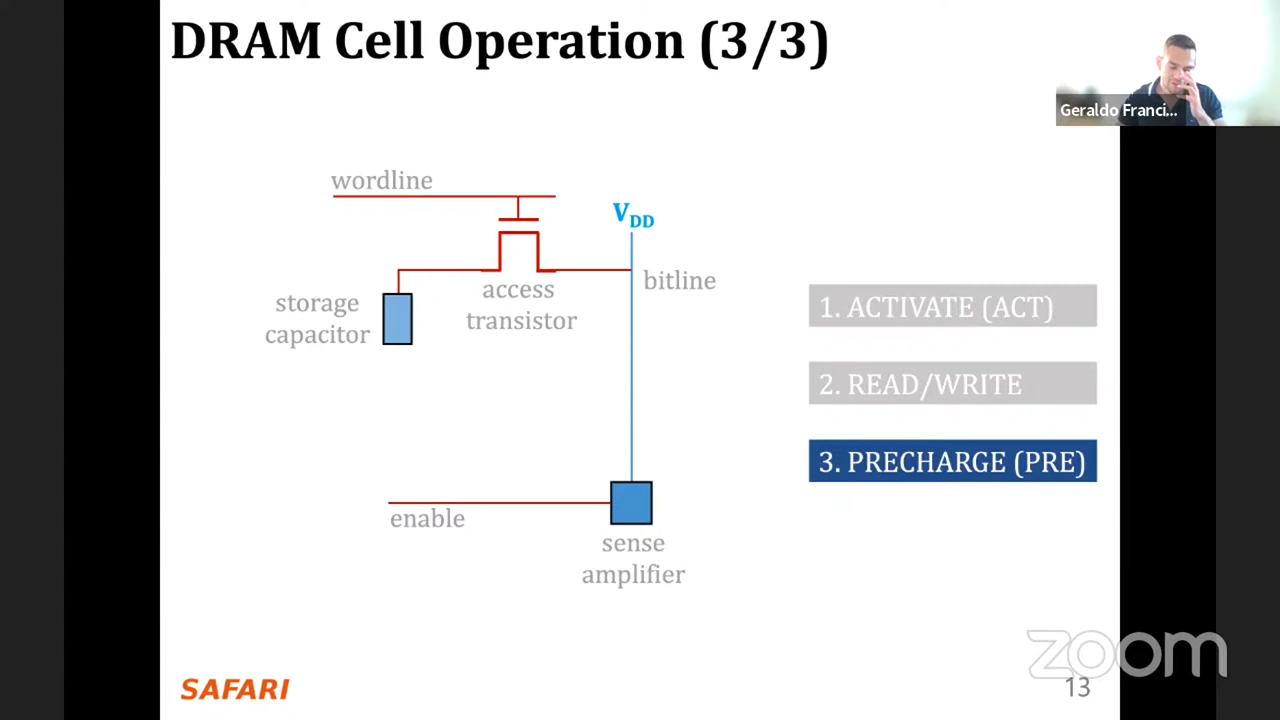 DRAM Cell Operation (3/3)
Geraldo Franci...
wordline
V_DD
bitline
access
transistor
storage
capacitor
1. ACTIVATE (ACT)
2. READ/WRITE
3. PRECHARGE (PRE)
enable
sense
amplifier
zoom
SAFARI
13